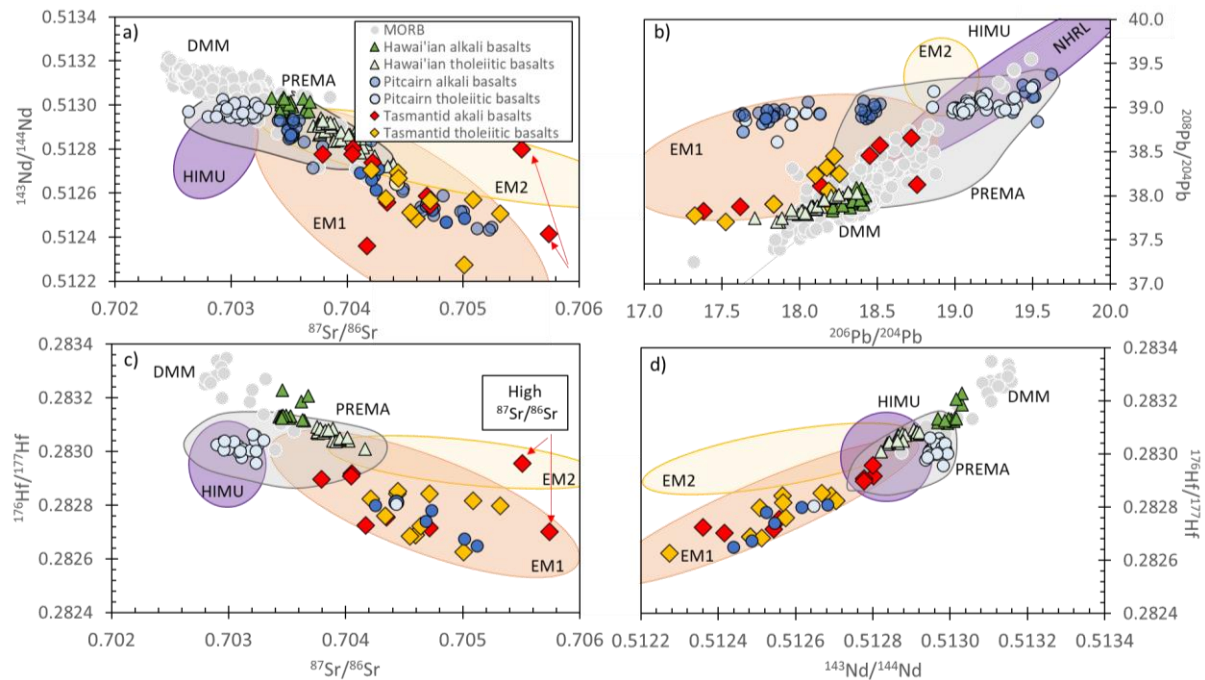 a)
0.5134
0.5132
0.5130
0.5128
0.5126
0.5124
0.5122
¹⁴³Nd/¹⁴⁴Nd
DMM
PREMA
HIMU
EM1
EM2
MORB
Hawai'ian alkali basalts
Hawai'ian tholeiitic basalts
Pitcairn alkali basalts
Pitcairn tholeiitic basalts
Tasmantid alkali basalts
Tasmantid tholeiitic basalts
0.702 0.703 0.704 0.705 0.706
⁸⁷Sr/⁸⁶Sr
b)
HIMU
NHRL
EM2
EM1
PREMA
DMM
40.0
39.5
39.0
38.5
38.0
37.5
37.0
²⁰⁸Pb/²⁰⁴Pb
17.0 17.5 18.0 18.5 19.0 19.5 20.0
²⁰⁶Pb/²⁰⁴Pb
c)
0.2834
0.2832
0.2830
0.2828
0.2826
0.2824
¹⁷⁶Hf/¹⁷⁷Hf
DMM
PREMA
HIMU
High
⁸⁷Sr/⁸⁶Sr
EM2
EM1
0.702 0.703 0.704 0.705 0.706
⁸⁷Sr/⁸⁶Sr
d)
HIMU
DMM
PREMA
EM2
EM1
0.2834
0.2832
0.2830
0.2828
0.2826
0.2824
¹⁷⁶Hf/¹⁷⁷Hf
0.5122 0.5124 0.5126 0.5128 0.5130 0.5132 0.5134
¹⁴³Nd/¹⁴⁴Nd